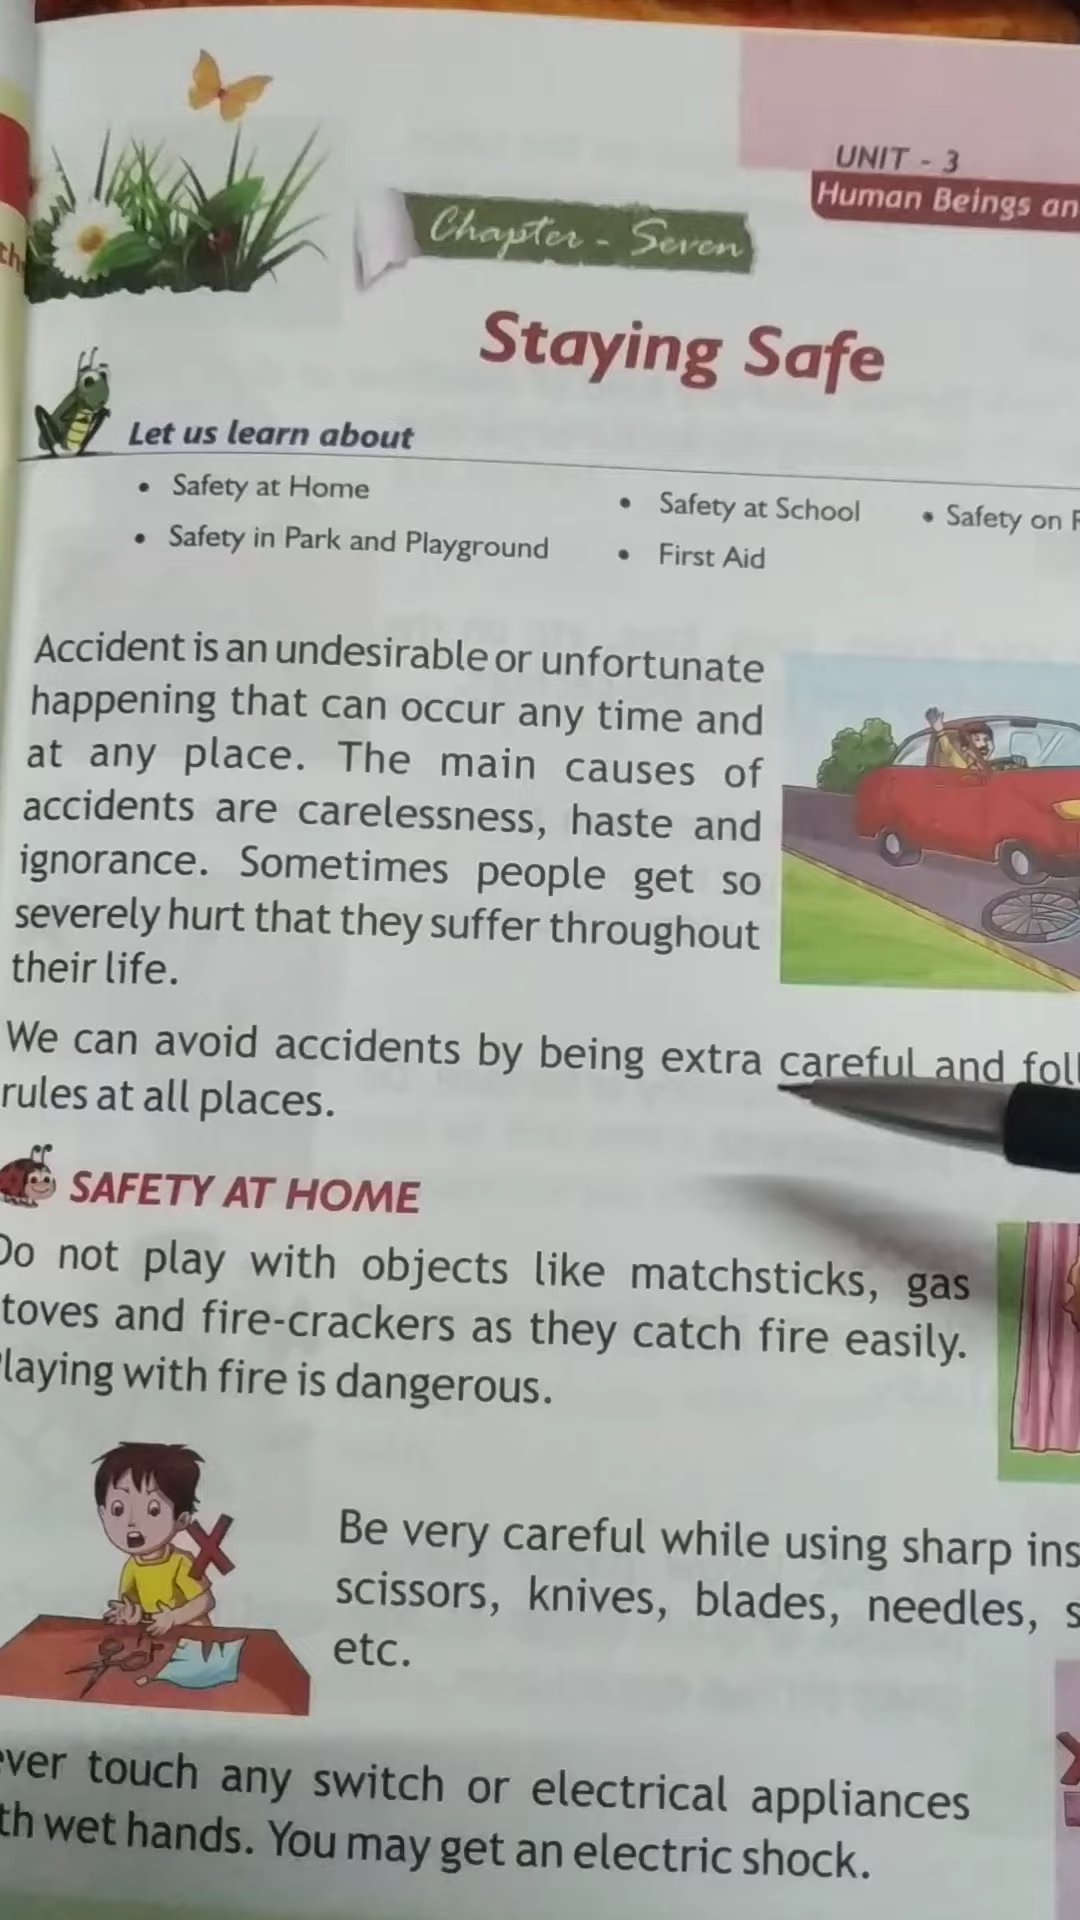 UNIT - 3
Human Beings an
Chapter - Seven
Staying Safe
Let us learn about
• Safety at Home • Safety at School • Safety on
• Safety in Park and Playground • First Aid
Accident is an undesirable or unfortunate
happening that can occur any time and
at any place. The main causes of
accidents are carelessness, haste and
ignorance. Sometimes people get so
severely hurt that they suffer throughout
their life.
We can avoid accidents by being extra careful and foll
rules at all places.
SAFETY AT HOME
Do not play with objects like matchsticks, gas
toves and fire-crackers as they catch fire easily.
laying with fire is dangerous.
Be very careful while using sharp ins
scissors, knives, blades, needles, s
etc.
ever touch any switch or electrical appliances
th wet hands. You may get an electric shock.